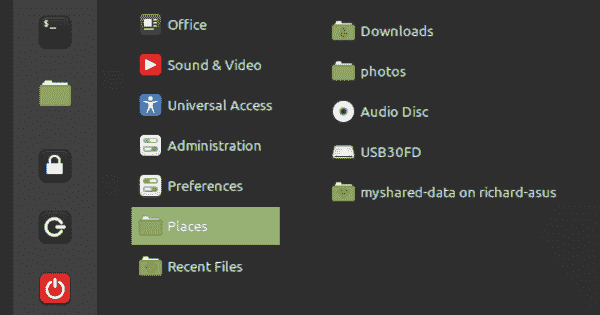 $_
Office
Sound & Video
Universal Access
Administration
Preferences
Places
Recent Files
Downloads
photos
Audio Disc
USB30FD
myshared-data on richard-asus